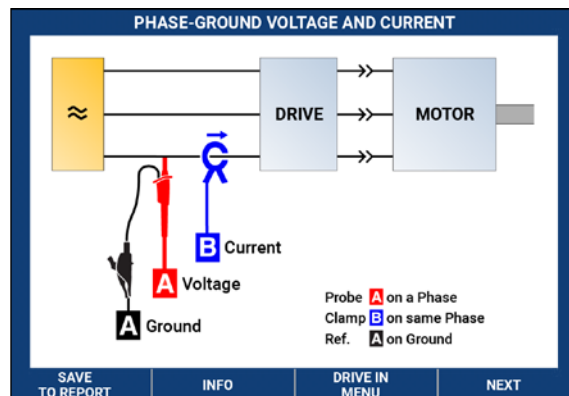 PHASE-GROUND VOLTAGE AND CURRENT
≈
DRIVE
MOTOR
B Current
A Voltage
A Ground
Probe A on a Phase
Clamp B on same Phase
Ref. A on Ground
SAVE
TO REPORT
INFO
DRIVE IN
MENU
NEXT